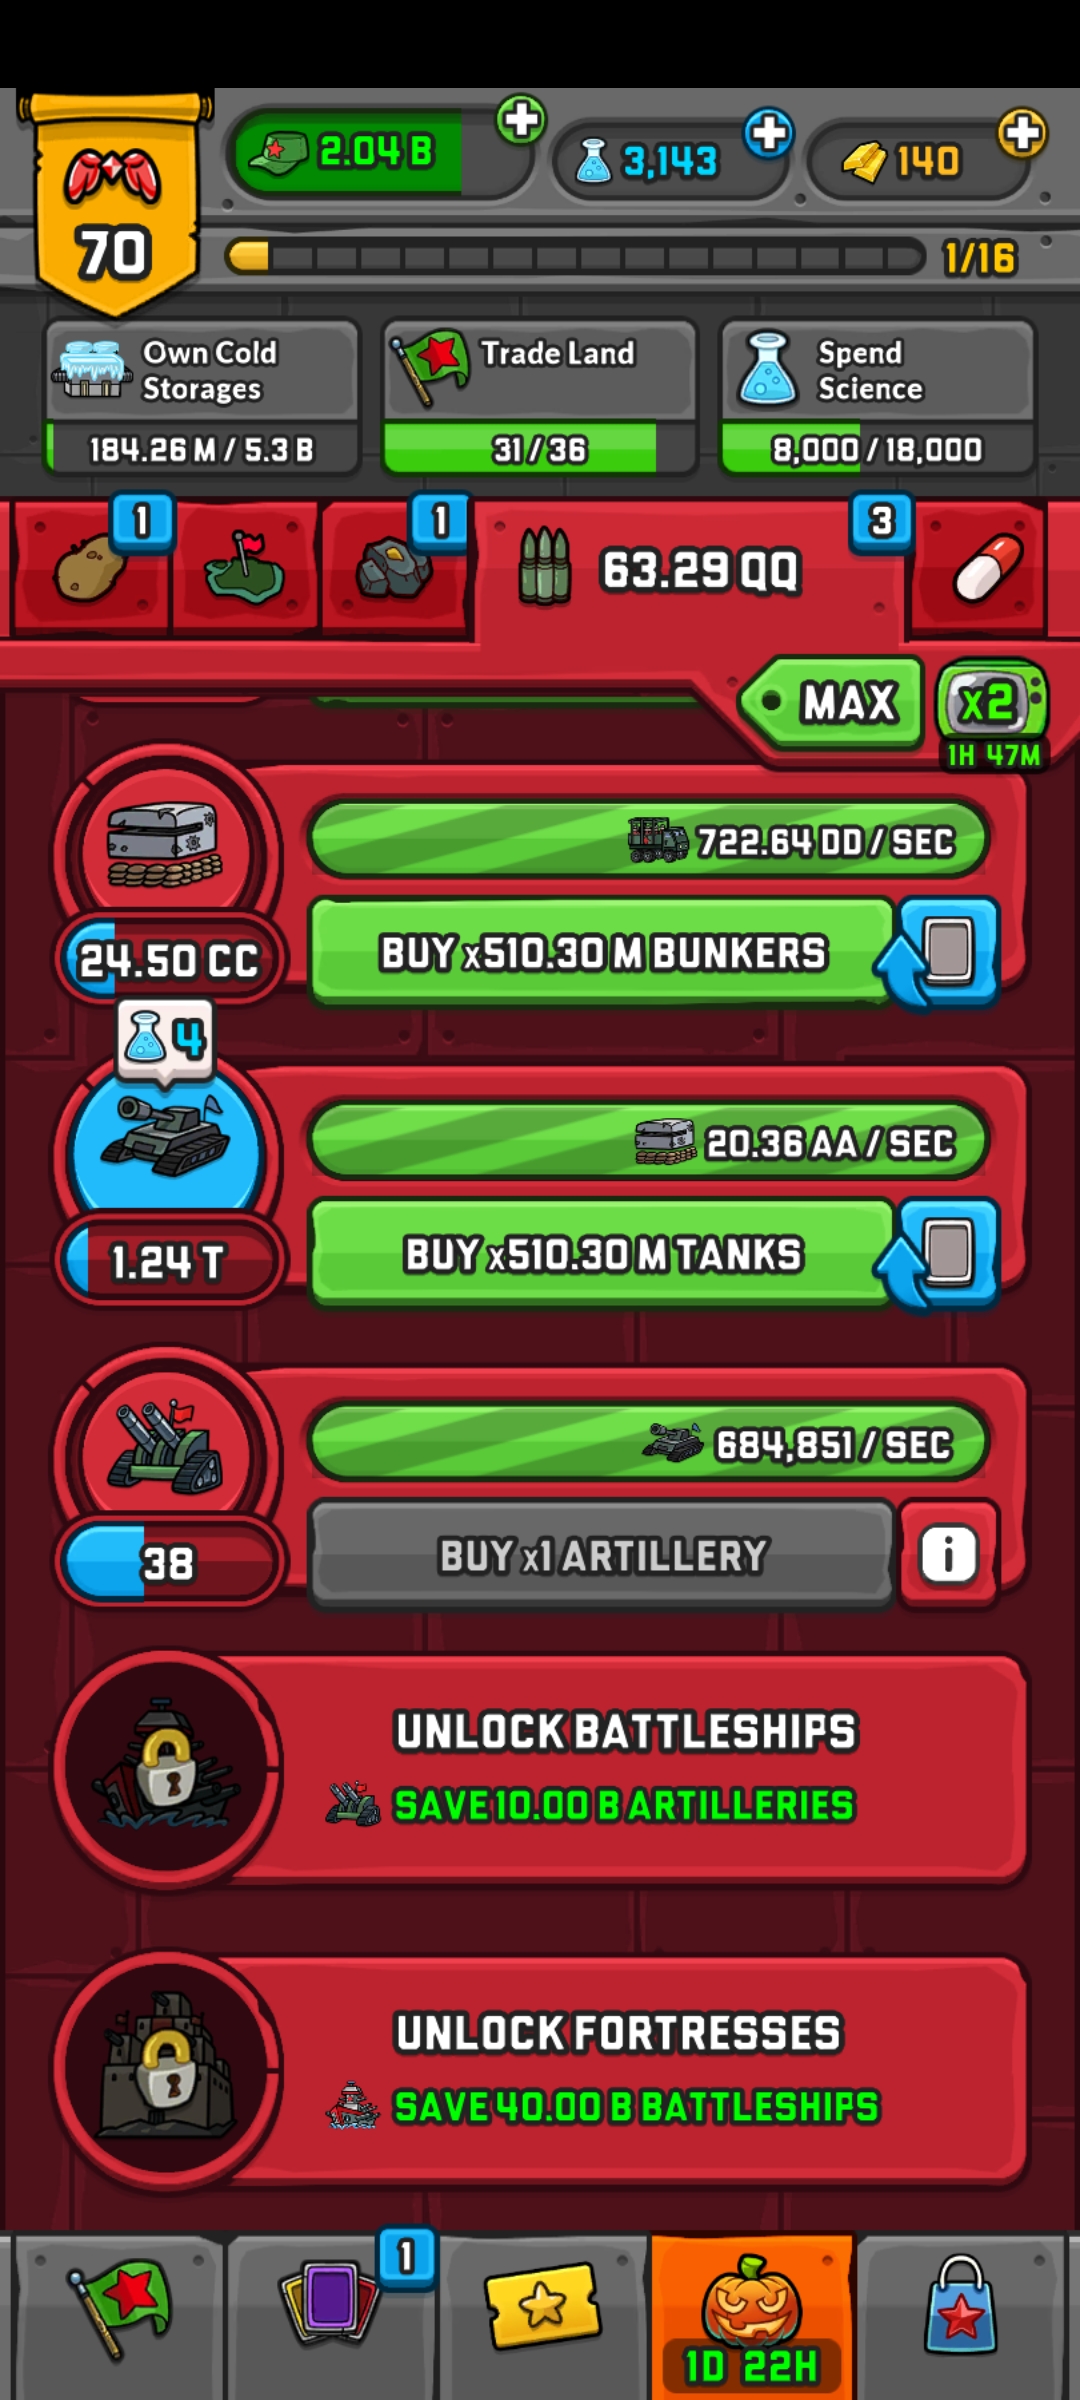 70
2.04 B
3,143
140
1/16
Own Cold
Storages
184.26 M / 5.3 B
Trade Land
31 / 36
Spend
Science
8,000 / 18,000
1
1
63.29 QQ
3
MAX
x2
1H 47M
722.64 DD / SEC
BUY x510.30 M BUNKERS
24.50 CC
4
20.36 AA / SEC
BUY x510.30 M TANKS
1.24 T
684,851 / SEC
BUY x1 ARTILLERY
i
38
UNLOCK BATTLESHIPS
SAVE 10.00 B ARTILLERIES
UNLOCK FORTRESSES
SAVE 40.00 B BATTLESHIPS
1
1D 22H